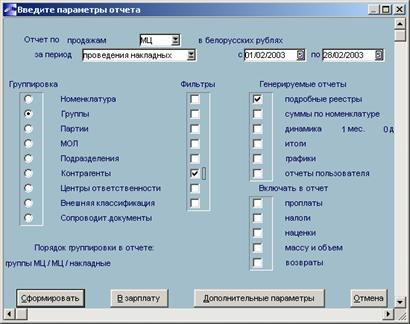 Введите параметры отчета
Отчет по продажам МЦ в белорусских рублях
за период проведения накладных с 01/02/2003 по 28/02/2003
Группировка Фильтры Генерируемые отчеты
Номенклатура подробные реестры
Группы суммы по номенклатуре
Партии динамика 1 мес. 0 д
МОЛ итоги
Подразделения графики
Контрагенты отчеты пользователя
Центры ответственности Включать в отчет
Внешняя классификация проплаты
Сопроводит.документы налоги
наценки
Порядок группировки в отчете: массу и объем
группы МЦ / МЦ / накладные возвраты
Сформировать В зарплату Дополнительные параметры Отмена